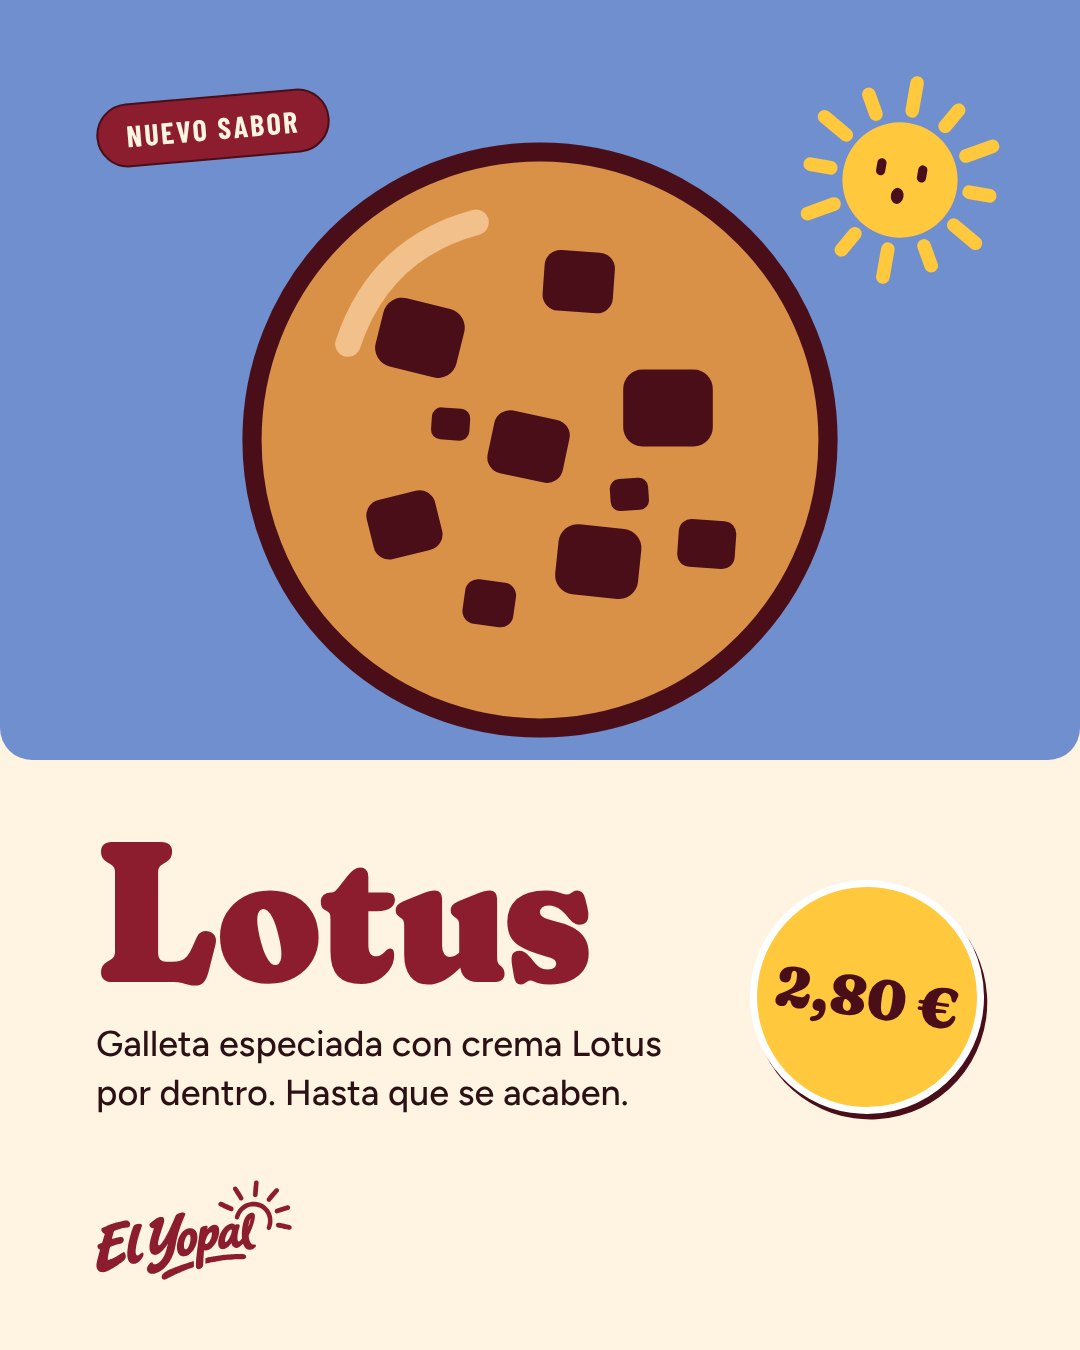 NUEVO SABOR
Lotus
Galleta especiada con crema Lotus
por dentro. Hasta que se acaben.
2,80 €
El Yopal